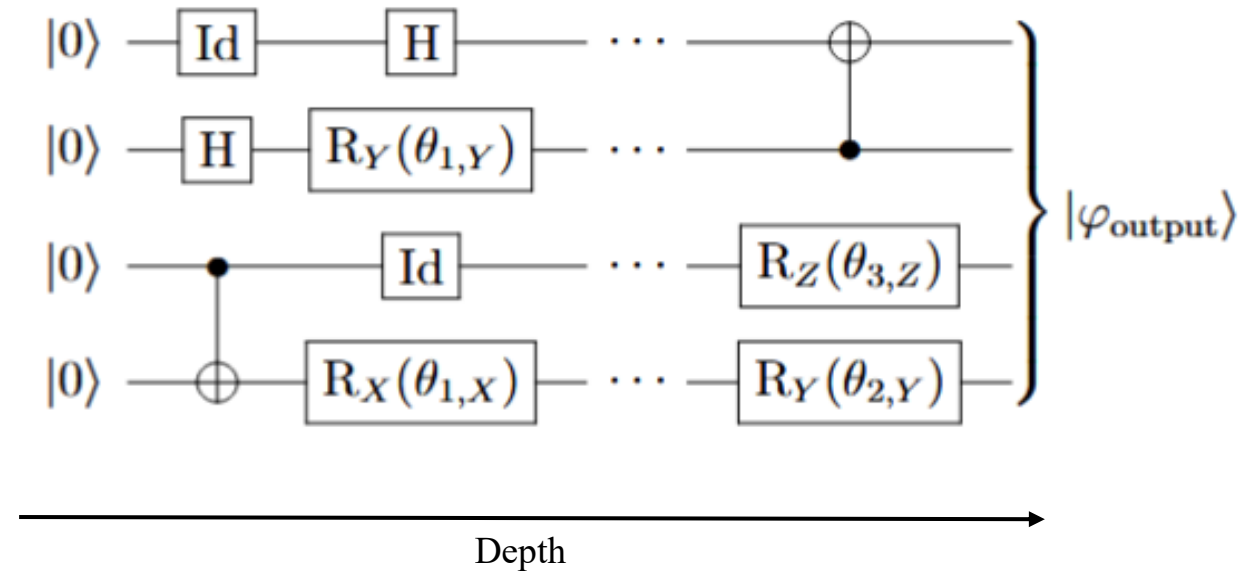 |0⟩ Id H ···
|0⟩ H R_Y(θ_{1,Y}) ···
|φ_output⟩
|0⟩ Id ··· R_Z(θ_{3,Z})
|0⟩ R_X(θ_{1,X}) ··· R_Y(θ_{2,Y})
Depth